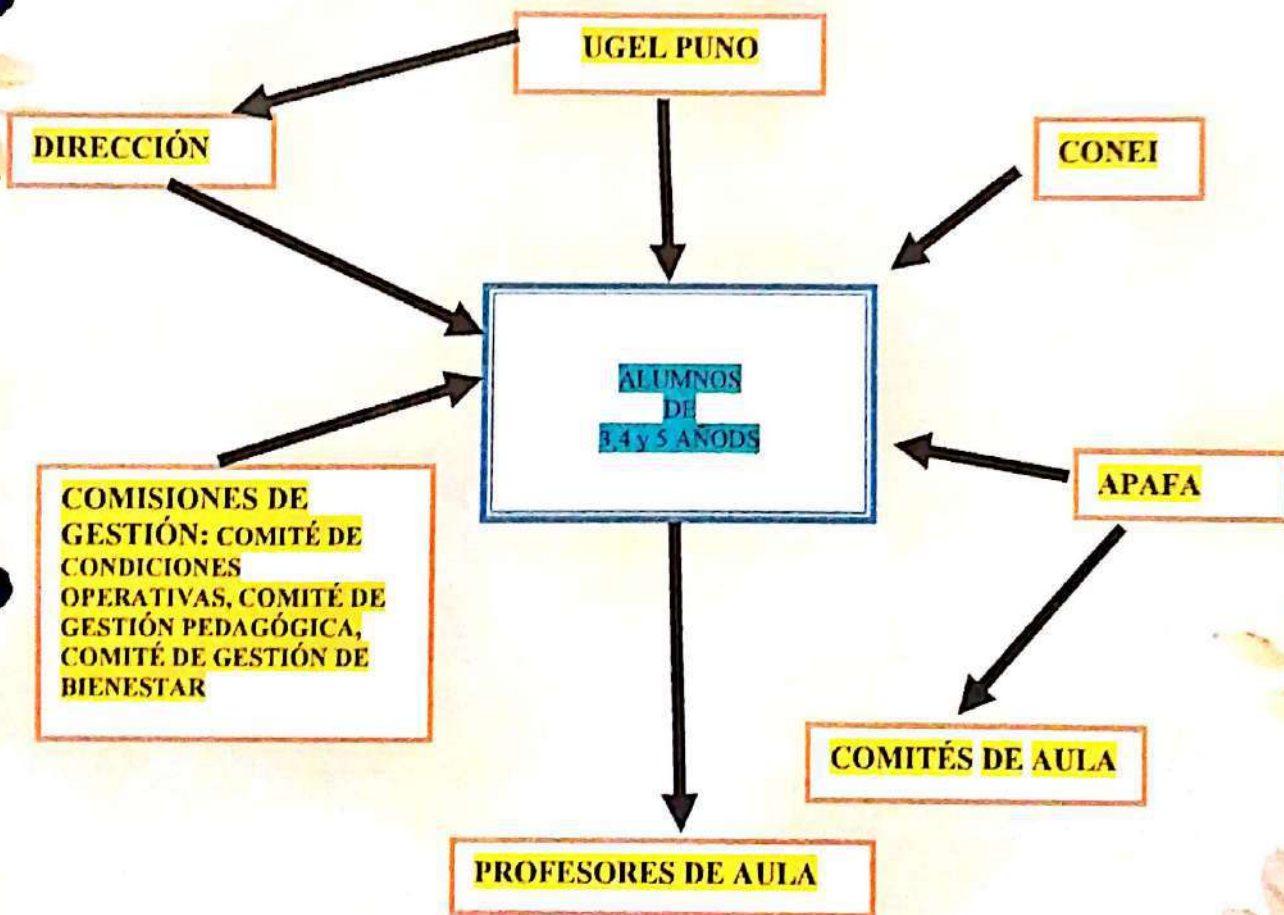 UGEL PUNO
DIRECCIÓN
CONEI
ALUMNOS
DE
3,4 y 5 AÑODS
COMISIONES DE
GESTIÓN: COMITÉ DE
CONDICIONES
OPERATIVAS, COMITÉ DE
GESTIÓN PEDAGÓGICA,
COMITÉ DE GESTIÓN DE
BIENESTAR
APAFA
COMITÉS DE AULA
PROFESORES DE AULA